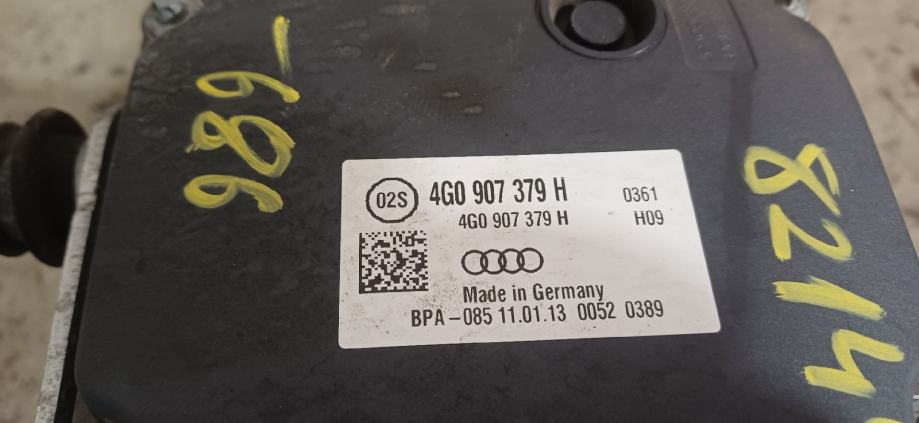 -686
02S
4G0 907 379 H 0361
4G0 907 379 H H09
Made in Germany
BPA-085 11.01.13 0052 0389
8214